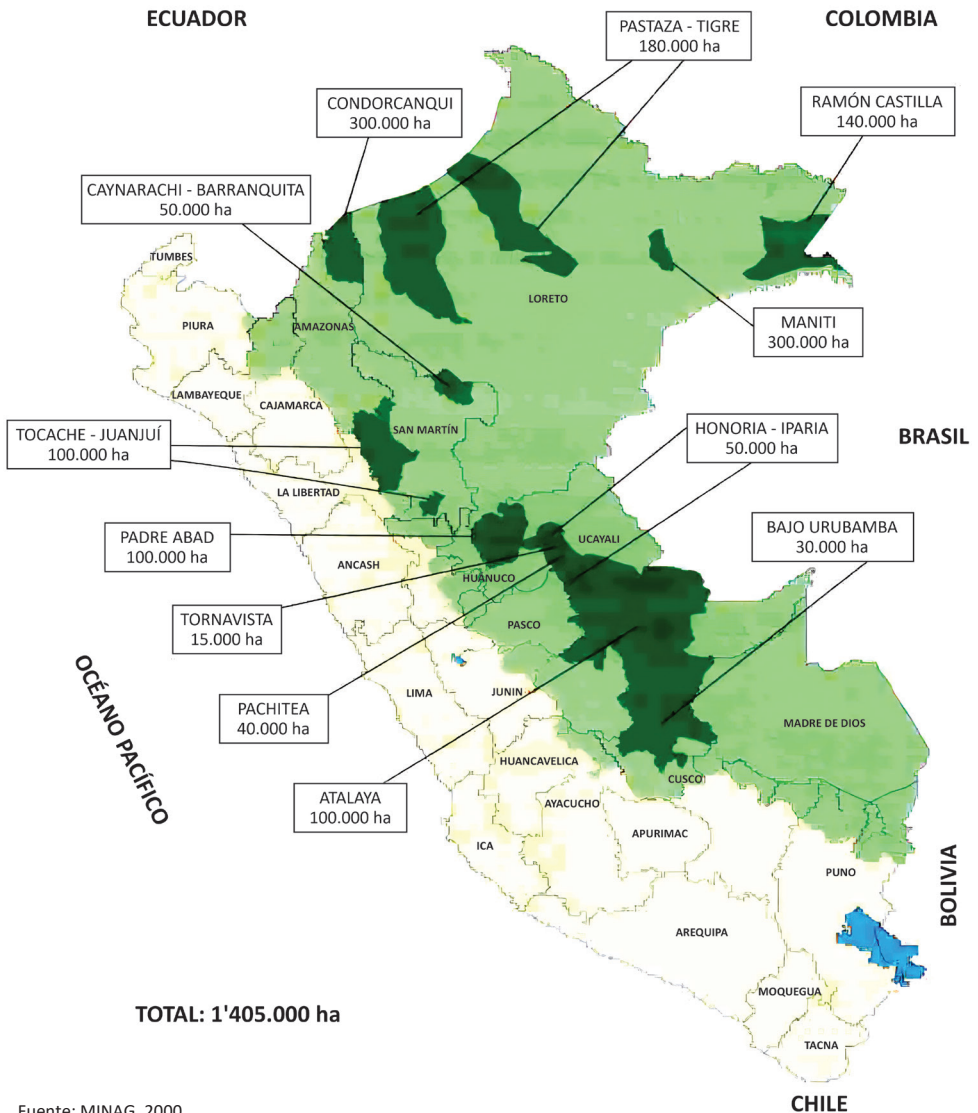 ECUADOR
COLOMBIA
PASTAZA - TIGRE
180.000 ha
CONDORCANQUI
300.000 ha
RAMÓN CASTILLA
140.000 ha
CAYNARACHI - BARRANQUITA
50.000 ha
TUMBES
LORETO
PIURA
AMAZONAS
MANITI
300.000 ha
LAMBAYEQUE
CAJAMARCA
SAN MARTÍN
TOCACHE - JUANJUÍ
100.000 ha
HONORIA - IPARIA
50.000 ha
BRASIL
LA LIBERTAD
PADRE ABAD
100.000 ha
UCAYALI
BAJO URUBAMBA
30.000 ha
ANCASH
HUANUCO
TORNAVISTA
15.000 ha
PASCO
OCÉANO PACÍFICO
LIMA
JUNIN
PACHITEA
40.000 ha
MADRE DE DIOS
HUANCAVELICA
CUSCO
ATALAYA
100.000 ha
AYACUCHO
APURIMAC
ICA
PUNO
BOLIVIA
AREQUIPA
MOQUEGUA
TOTAL: 1'405.000 ha
TACNA
CHILE
Fuente: MINAG, 2000